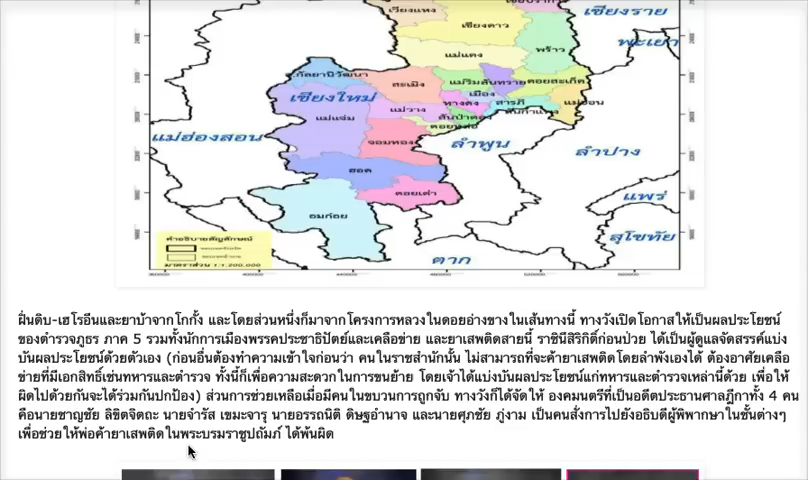 เวียงแหง
เชียงดาว
เชียงราย
พร้าว
พะเยา
แม่แตง
กัลยาณิวัฒนา
สะเมิง
แม่ริม
สันทราย
ดอยสะเก็ด
เชียงใหม่
เมือง
แม่วาง
หางดง
สารภี
แม่ออน
แม่แจ่ม
สันป่าตอง
สันกำแพง
แม่ฮ่องสอน
จอมทอง
ลำพูน
ลำปาง
ฮอด
ดอยเต่า
แพร่
อมก๋อย
สุโขทัย
คำอธิบายสัญลักษณ์
มาตราส่วน 1:1,200,000
ตาก
ฝิ่นดิบ-เฮโรอีนและยาบ้าจากโกกั้ง และโดยส่วนหนึ่งก็มาจากโครงการหลวงในดอยอ่างขางในเส้นทางนี้ ทางวังเปิดโอกาสให้เป็นผลประโยชน์
ของตำรวจภูธร ภาค 5 รวมทั้งนักการเมืองพรรคประชาธิปัตย์และเครือข่าย และยาเสพติดสายนี้ ราชินีสิริกิติ์ก่อนป่วย ได้เป็นผู้ดูแลจัดสรรค์แบ่ง
ปันผลประโยชน์ด้วยตัวเอง (ก่อนอื่นต้องทำความเข้าใจก่อนว่า คนในราชสำนักนั้น ไม่สามารถที่จะค้ายาเสพติดโดยลำพังเองได้ ต้องอาศัยเครือ
ข่ายที่มีเอกสิทธิ์เช่นทหารและตำรวจ ทั้งนี้ก็เพื่อความสะดวกในการขนย้าย โดยเจ้าได้แบ่งปันผลประโยชน์แก่ทหารและตำรวจเหล่านี้ด้วย เพื่อให้
ผิดไปด้วยกันจะได้ร่วมกันปกป้อง) ส่วนการช่วยเหลือเมื่อมีคนในขบวนการถูกจับ ทางวังก็ได้จัดให้ องคมนตรีที่เป็นอดีตประธานศาลฎีกาทั้ง 4 คน
คือนายชาญชัย ลิขิตจิตถะ นายจำรัส เขมะจารุ นายอรรถนิติ ดิษฐอำนาจ และนายศุภชัย ภู่งาม เป็นคนสั่งการไปยังอธิบดีผู้พิพากษาในชั้นต่างๆ
เพื่อช่วยให้พ่อค้ายาเสพติดในพระบรมราชูปถัมภ์ ได้พ้นผิด